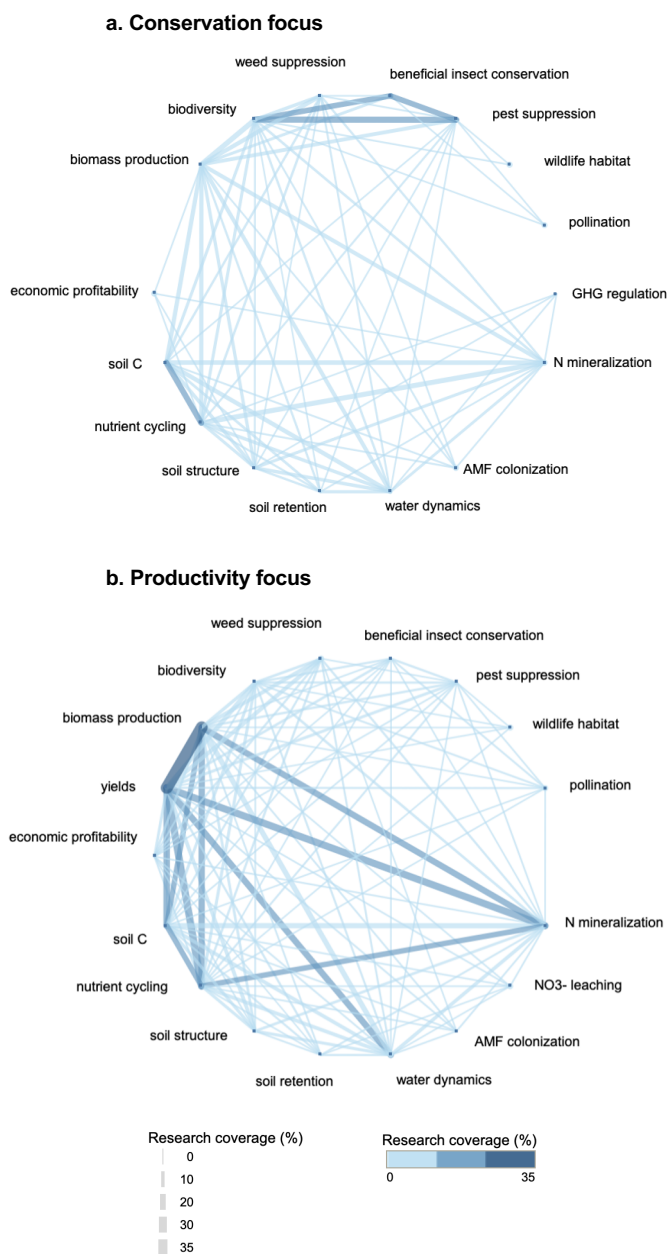 a. Conservation focus
weed suppression
beneficial insect conservation
biodiversity
pest suppression
biomass production
wildlife habitat
pollination
economic profitability
GHG regulation
soil C
N mineralization
nutrient cycling
soil structure
AMF colonization
soil retention
water dynamics
b. Productivity focus
weed suppression
beneficial insect conservation
biodiversity
pest suppression
biomass production
wildlife habitat
yields
pollination
economic profitability
N mineralization
soil C
nutrient cycling
NO3- leaching
soil structure
AMF colonization
soil retention
water dynamics
Research coverage (%)
0
10
20
30
35
Research coverage (%)
0 35